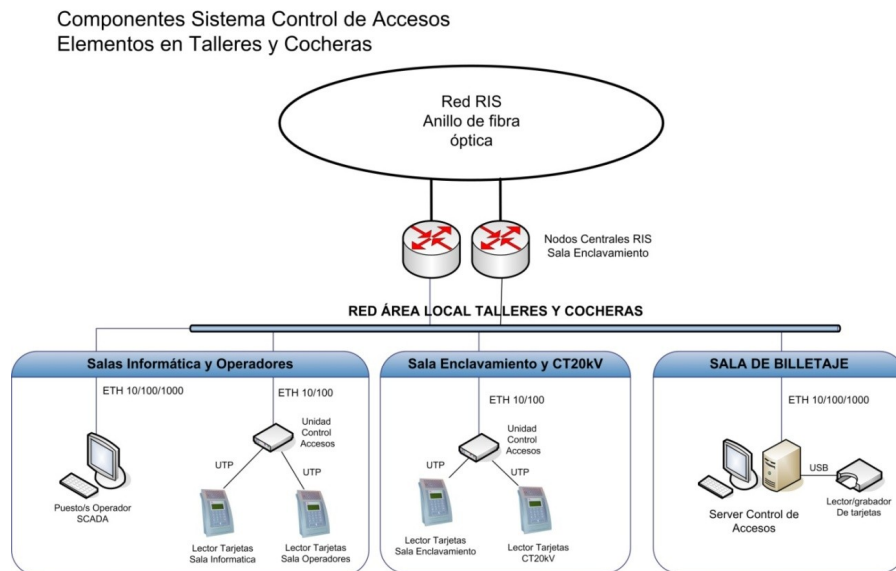 Componentes Sistema Control de Accesos
Elementos en Talleres y Cocheras
Red RIS
Anillo de fibra
óptica
Nodos Centrales RIS
Sala Enclavamiento
RED ÁREA LOCAL TALLERES Y COCHERAS
Salas Informática y Operadores
ETH 10/100/1000
ETH 10/100
Unidad
Control
Accesos
UTP
UTP
Puesto/s Operador
SCADA
Lector Tarjetas
Sala Informatica
Lector Tarjetas
Sala Operadores
Sala Enclavamiento y CT20kV
ETH 10/100
Unidad
Control
Accesos
UTP
UTP
Lector Tarjetas
Sala Enclavamiento
Lector Tarjetas
CT20kV
SALA DE BILLETAJE
ETH 10/100/1000
USB
Server Control de
Accesos
Lector/grabador
De tarjetas